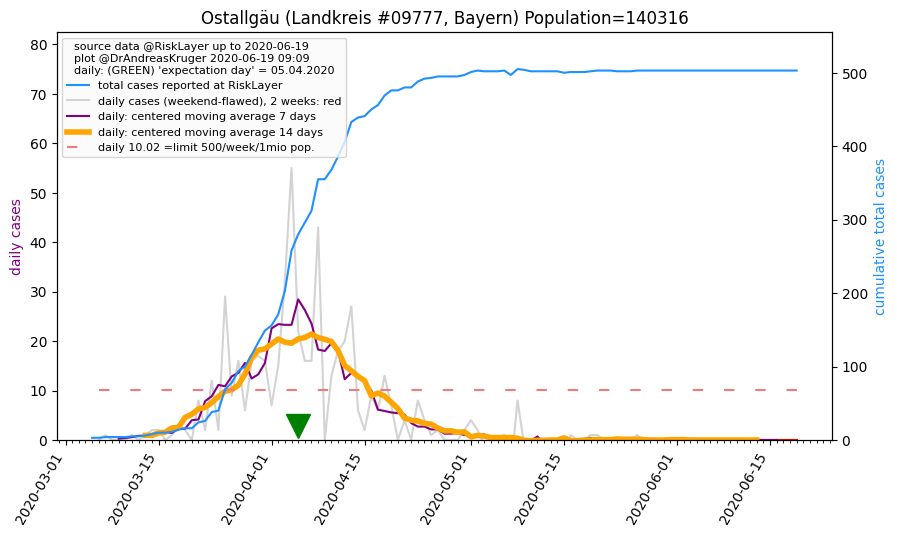 Ostallgäu (Landkreis #09777, Bayern) Population=140316
source data @RiskLayer up to 2020-06-19
plot @DrAndreasKruger 2020-06-19 09:09
daily: (GREEN) 'expectation day' = 05.04.2020
total cases reported at RiskLayer
daily cases (weekend-flawed), 2 weeks: red
daily: centered moving average 7 days
daily: centered moving average 14 days
daily 10.02 =limit 500/week/1mio pop.
daily cases
80
70
60
50
40
30
20
10
0
cumulative total cases
500
400
300
200
100
0
2020-03-01
2020-03-15
2020-04-01
2020-04-15
2020-05-01
2020-05-15
2020-06-01
2020-06-15